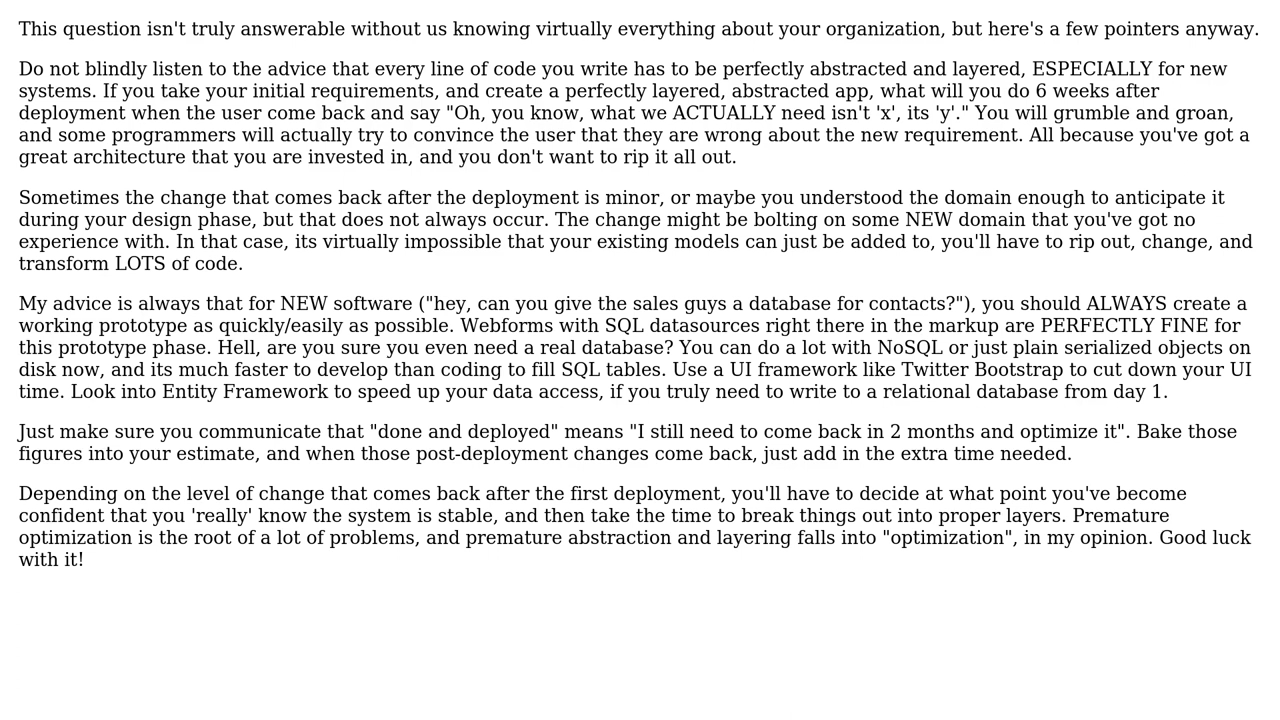 This question isn't truly answerable without us knowing virtually everything about your organization, but here's a few pointers anyway.
Do not blindly listen to the advice that every line of code you write has to be perfectly abstracted and layered, ESPECIALLY for new
systems. If you take your initial requirements, and create a perfectly layered, abstracted app, what will you do 6 weeks after
deployment when the user come back and say "Oh, you know, what we ACTUALLY need isn't 'x', its 'y'." You will grumble and groan,
and some programmers will actually try to convince the user that they are wrong about the new requirement. All because you've got a
great architecture that you are invested in, and you don't want to rip it all out.
Sometimes the change that comes back after the deployment is minor, or maybe you understood the domain enough to anticipate it
during your design phase, but that does not always occur. The change might be bolting on some NEW domain that you've got no
experience with. In that case, its virtually impossible that your existing models can just be added to, you'll have to rip out, change, and
transform LOTS of code.
My advice is always that for NEW software ("hey, can you give the sales guys a database for contacts?"), you should ALWAYS create a
working prototype as quickly/easily as possible. Webforms with SQL datasources right there in the markup are PERFECTLY FINE for
this prototype phase. Hell, are you sure you even need a real database? You can do a lot with NoSQL or just plain serialized objects on
disk now, and its much faster to develop than coding to fill SQL tables. Use a UI framework like Twitter Bootstrap to cut down your UI
time. Look into Entity Framework to speed up your data access, if you truly need to write to a relational database from day 1.
Just make sure you communicate that "done and deployed" means "I still need to come back in 2 months and optimize it". Bake those
figures into your estimate, and when those post-deployment changes come back, just add in the extra time needed.
Depending on the level of change that comes back after the first deployment, you'll have to decide at what point you've become
confident that you 'really' know the system is stable, and then take the time to break things out into proper layers. Premature
optimization is the root of a lot of problems, and premature abstraction and layering falls into "optimization", in my opinion. Good luck
with it!